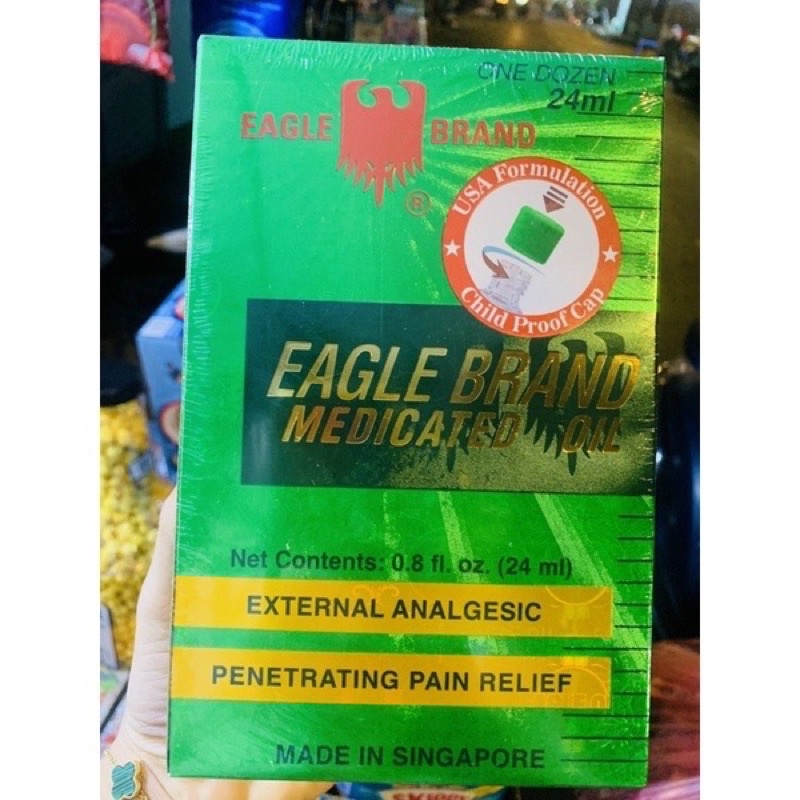 ONE DOZEN
24ml
EAGLE BRAND
®
USA Formulation
Child Proof Cap
EAGLE BRAND
MEDICATED OIL
Net Contents: 0.8 fl. oz. (24 ml)
EXTERNAL ANALGESIC
PENETRATING PAIN RELIEF
MADE IN SINGAPORE